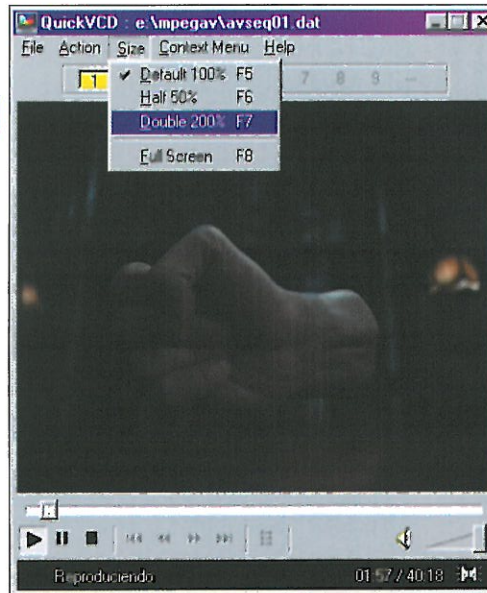 QuickVCD : e:\mpegav\avseq01.dat
File Action Size Context Menu Help
1 7 8 9
✔ Default 100% F5
Half 50% F6
Double 200% F7
Full Screen F8
Reproduciendo 01:57 / 40:18